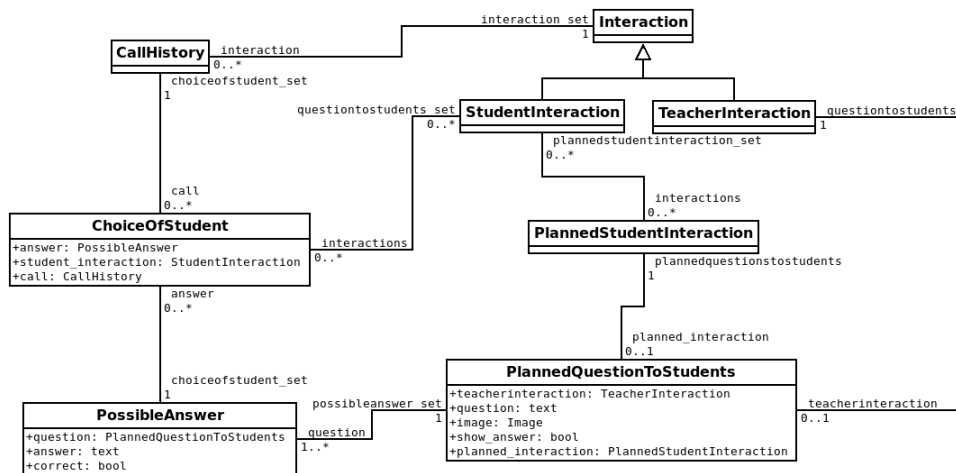 interaction_set
1
Interaction
CallHistory
interaction
0..*
choiceofstudent_set
1
questiontostudents_set
0..*
StudentInteraction
TeacherInteraction
questiontostudents
1
plannedstudentinteraction_set
0..*
call
0..*
interactions
0..*
ChoiceOfStudent
+answer: PossibleAnswer
+student_interaction: StudentInteraction
+call: CallHistory
interactions
0..*
PlannedStudentInteraction
plannedquestionstostudents
1
answer
0..*
planned_interaction
0..1
choiceofstudent_set
1
PlannedQuestionToStudents
+teacherinteraction: TeacherInteraction
+question: text
+image: Image
+show_answer: bool
+planned_interaction: PlannedStudentInteraction
teacherinteraction
0..1
possibleanswer_set
1
PossibleAnswer
+question: PlannedQuestionToStudents
+answer: text
+correct: bool
question
1..*